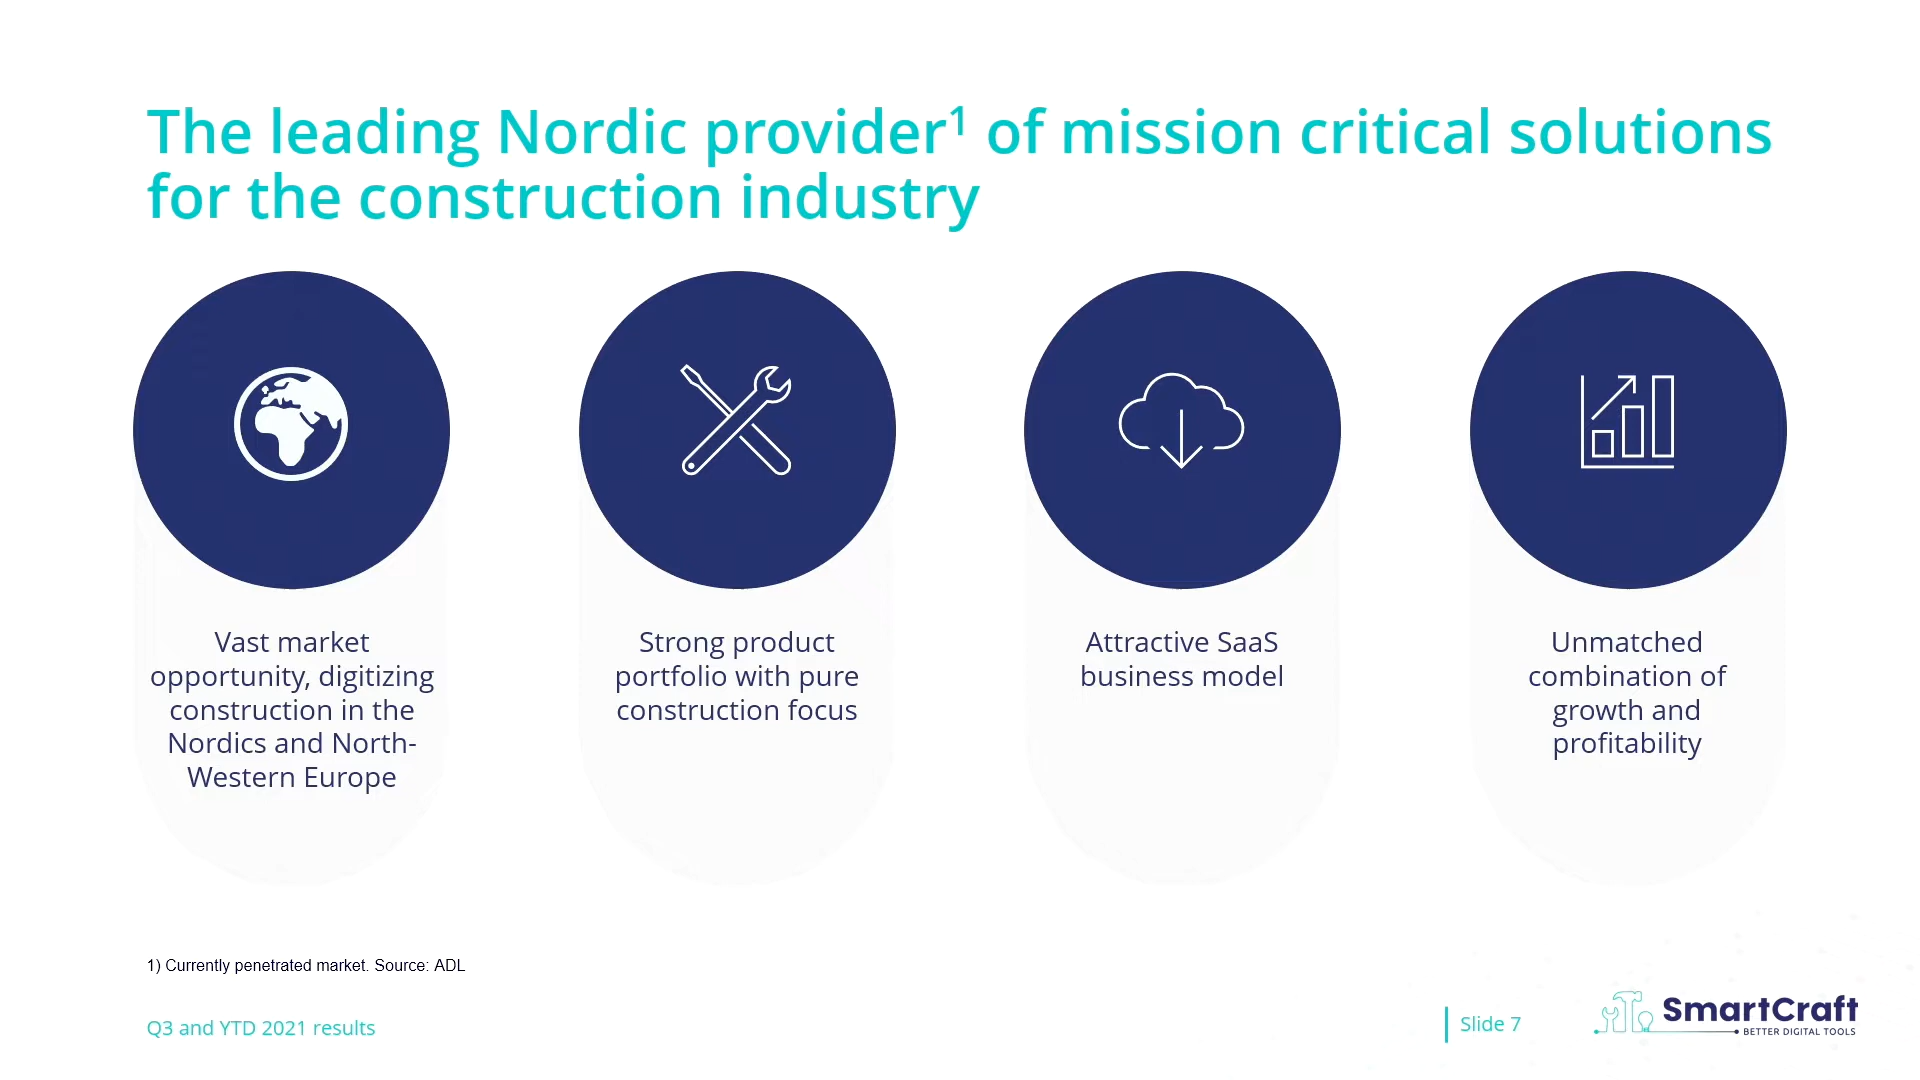 The leading Nordic provider¹ of mission critical solutions
for the construction industry
Vast market
opportunity, digitizing
construction in the
Nordics and North-
Western Europe
Strong product
portfolio with pure
construction focus
Attractive SaaS
business model
Unmatched
combination of
growth and
profitability
1) Currently penetrated market. Source: ADL
Q3 and YTD 2021 results
Slide 7
SmartCraft
BETTER DIGITAL TOOLS